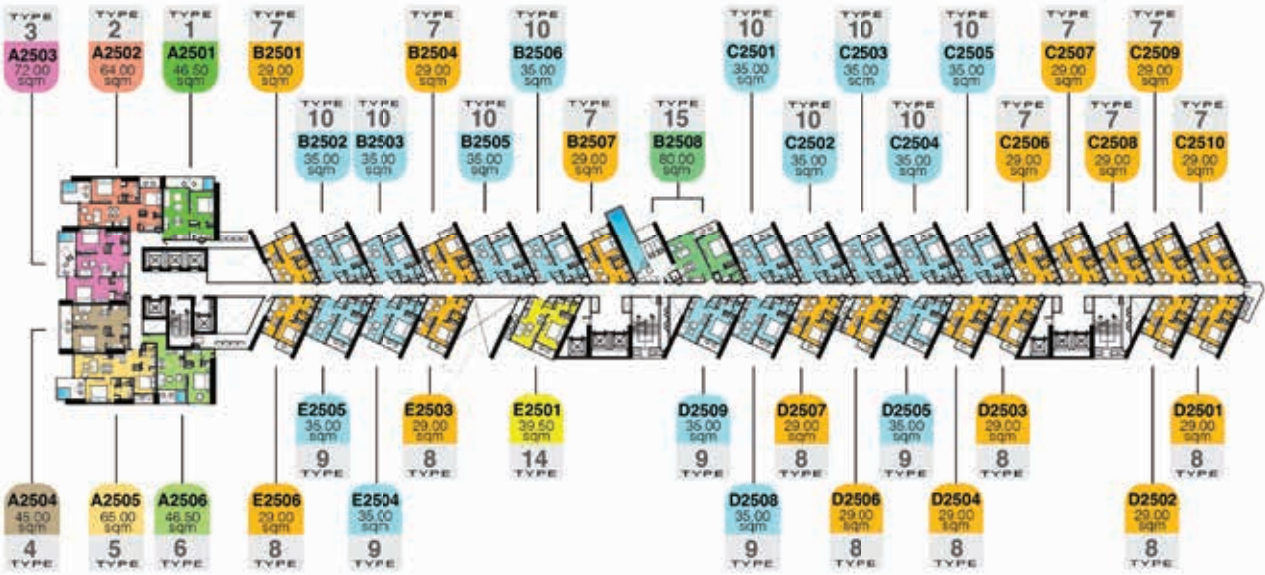 TYPE
3
A2503
72.00
sqm
TYPE
2
A2502
64.00
sqm
TYPE
1
A2501
46.50
sqm
TYPE
7
B2501
29.00
sqm
TYPE
7
B2504
29.00
sqm
TYPE
10
B2506
35.00
sqm
TYPE
10
C2501
35.00
sqm
TYPE
10
C2503
35.00
sqm
TYPE
10
C2505
35.00
sqm
TYPE
7
C2507
29.00
sqm
TYPE
7
C2509
29.00
sqm
TYPE
10
B2502
35.00
sqm
TYPE
10
B2503
35.00
sqm
TYPE
10
B2505
35.00
sqm
TYPE
7
B2507
29.00
sqm
TYPE
15
B2508
80.00
sqm
TYPE
10
C2502
35.00
sqm
TYPE
10
C2504
35.00
sqm
TYPE
7
C2506
29.00
sqm
TYPE
7
C2508
29.00
sqm
TYPE
7
C2510
29.00
sqm
E2505
35.00
sqm
9
TYPE
E2503
29.00
sqm
8
TYPE
E2501
39.50
sqm
14
TYPE
D2509
35.00
sqm
9
TYPE
D2507
29.00
sqm
8
TYPE
D2505
35.00
sqm
9
TYPE
D2503
29.00
sqm
8
TYPE
D2501
29.00
sqm
8
TYPE
A2504
45.00
sqm
4
TYPE
A2505
65.00
sqm
5
TYPE
A2506
46.50
sqm
6
TYPE
E2506
29.00
sqm
8
TYPE
E2504
35.00
sqm
9
TYPE
D2508
35.00
sqm
9
TYPE
D2506
29.00
sqm
8
TYPE
D2504
29.00
sqm
8
TYPE
D2502
29.00
sqm
8
TYPE